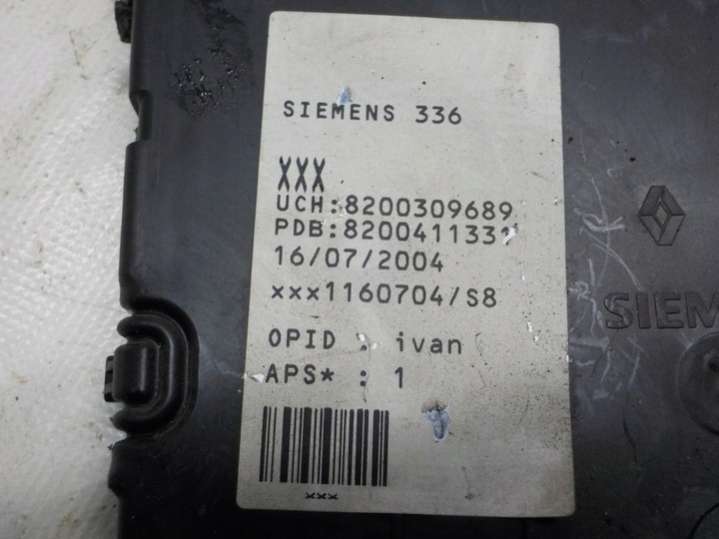 SIEMENS 336
XXX
UCH:8200309689
PDB:820041133
16/07/2004
xxx1160704/S8
OPID : ivan
APS* : 1
xxx
SIEM